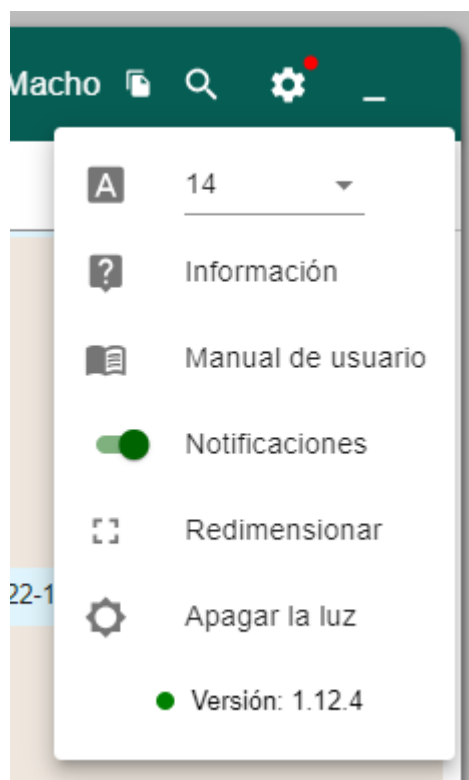 Macho
14
Información
Manual de usuario
Notificaciones
Redimensionar
22-1
Apagar la luz
Versión: 1.12.4